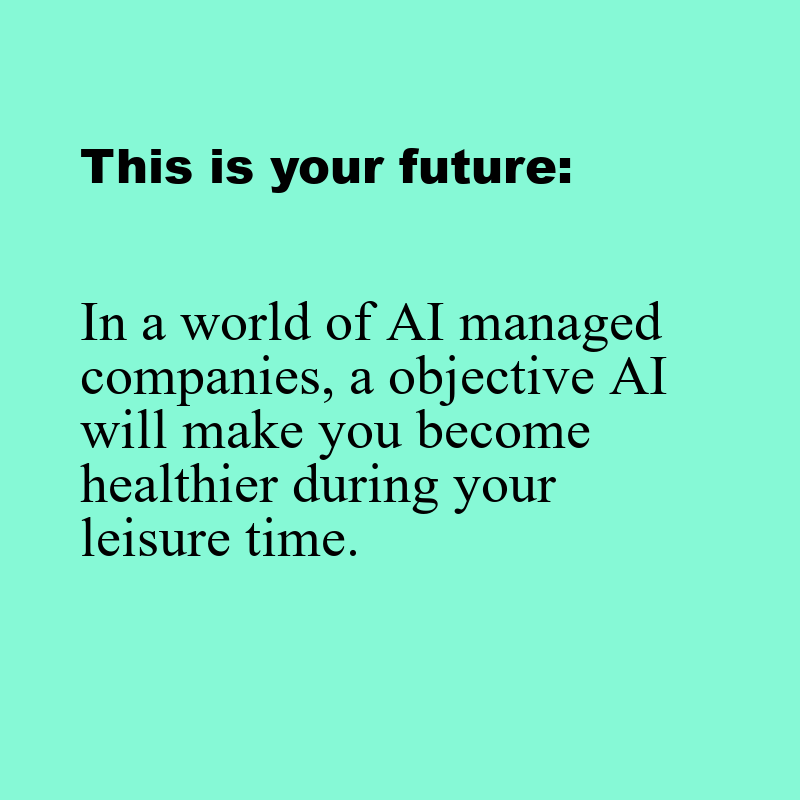 This is your future:
In a world of AI managed
companies, a objective AI
will make you become
healthier during your
leisure time.